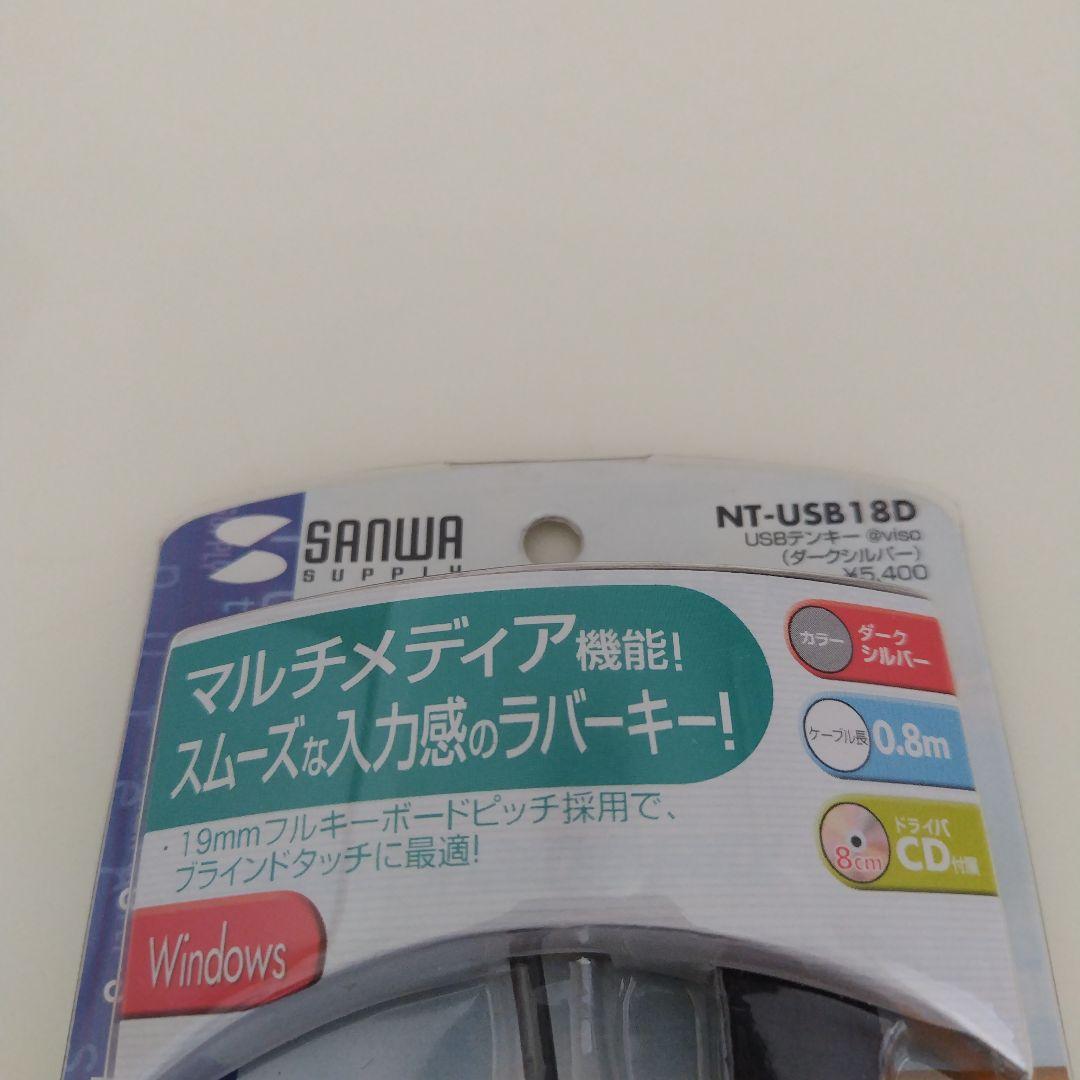 SANWA
SUPPLY
NT-USB18D
USBテンキー @viso
(ダークシルバー)
¥5,400
マルチメディア機能!
スムーズな入力感のラバーキー!
・19mmフルキーボードピッチ採用で、
ブラインドタッチに最適!
カラー ダーク
シルバー
ケーブル長 0.8m
8cm ドライバ
CD付属
Windows